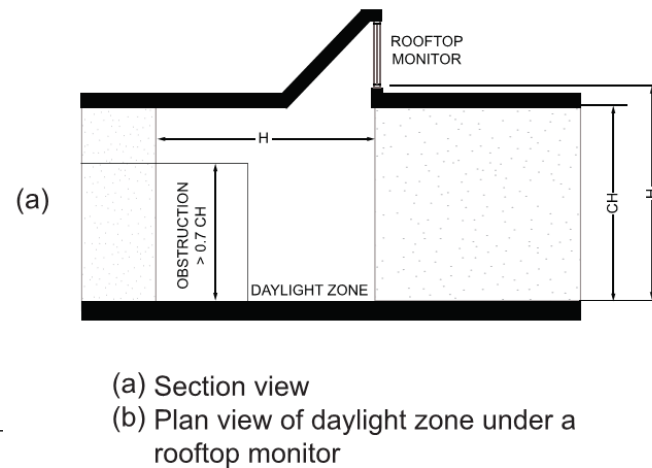 ROOFTOP
MONITOR
H
(a)
OBSTRUCTION
> 0.7 CH
CH
H
DAYLIGHT ZONE
(a) Section view
(b) Plan view of daylight zone under a
rooftop monitor